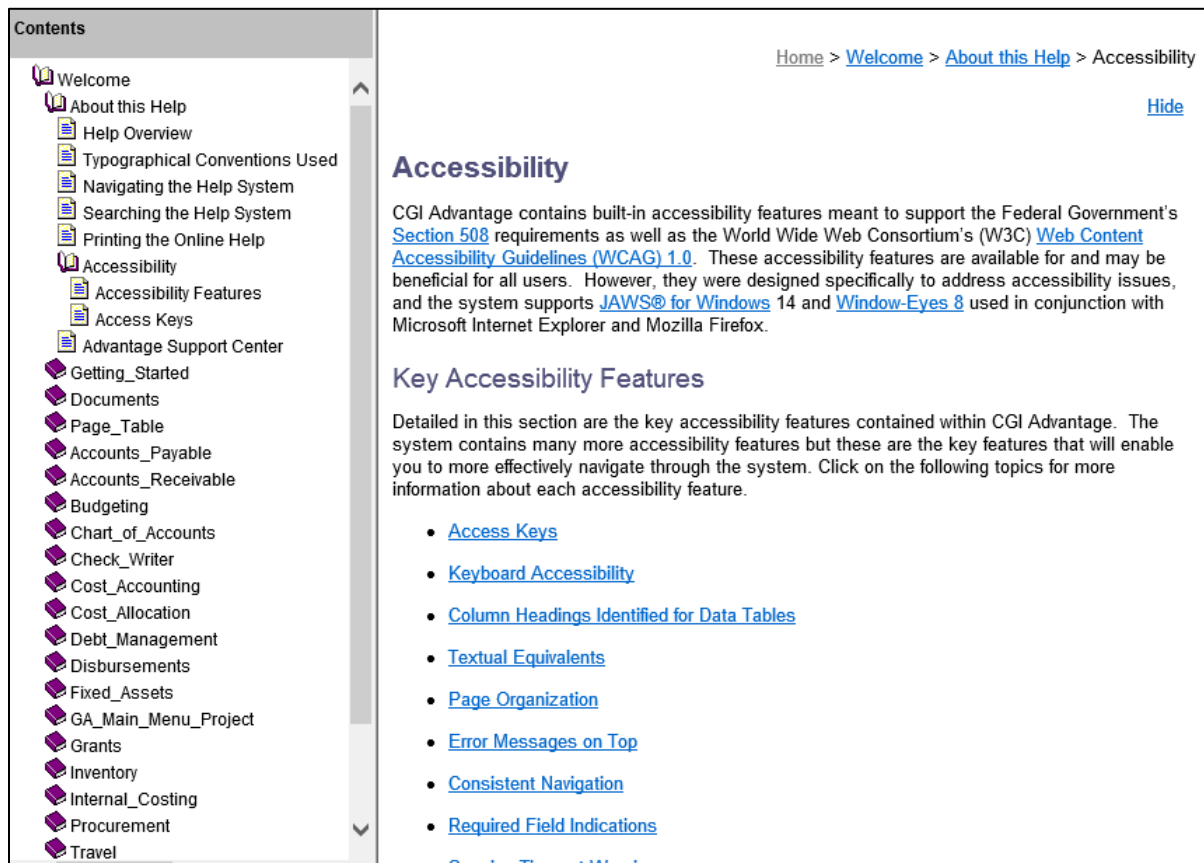 Contents
Welcome
About this Help
Help Overview
Typographical Conventions Used
Navigating the Help System
Searching the Help System
Printing the Online Help
Accessibility
Accessibility Features
Access Keys
Advantage Support Center
Getting_Started
Documents
Page_Table
Accounts_Payable
Accounts_Receivable
Budgeting
Chart_of_Accounts
Check_Writer
Cost_Accounting
Cost_Allocation
Debt_Management
Disbursements
Fixed_Assets
GA_Main_Menu_Project
Grants
Inventory
Internal_Costing
Procurement
Travel
Home > Welcome > About this Help > Accessibility
Hide
Accessibility
CGI Advantage contains built-in accessibility features meant to support the Federal Government's
Section 508 requirements as well as the World Wide Web Consortium's (W3C) Web Content
Accessibility Guidelines (WCAG) 1.0. These accessibility features are available for and may be
beneficial for all users. However, they were designed specifically to address accessibility issues,
and the system supports JAWS® for Windows 14 and Window-Eyes 8 used in conjunction with
Microsoft Internet Explorer and Mozilla Firefox.
Key Accessibility Features
Detailed in this section are the key accessibility features contained within CGI Advantage. The
system contains many more accessibility features but these are the key features that will enable
you to more effectively navigate through the system. Click on the following topics for more
information about each accessibility feature.
Access Keys
Keyboard Accessibility
Column Headings Identified for Data Tables
Textual Equivalents
Page Organization
Error Messages on Top
Consistent Navigation
Required Field Indications